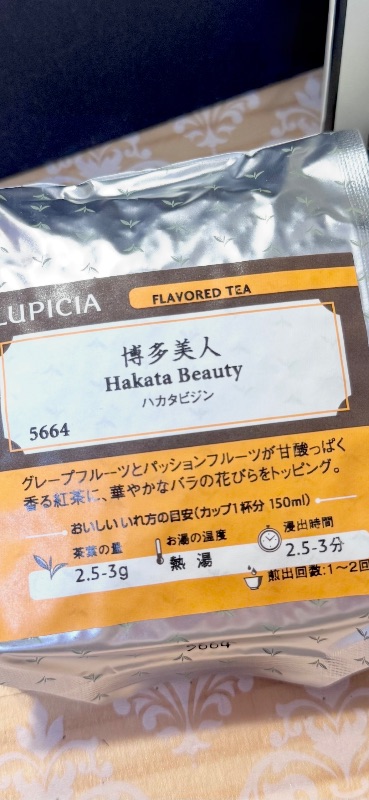 LUPICIA
FLAVORED TEA
博多美人
Hakata Beauty
ハカタビジン
5664
グレープフルーツとパッションフルーツが甘酸っぱく
香る紅茶に、華やかなバラの花びらをトッピング。
おいしいいれ方の目安(カップ1杯分 150ml)
茶葉の量
2.5-3g
お湯の温度
熱湯
浸出時間
2.5-3分
煎出回数:1〜2回
5664